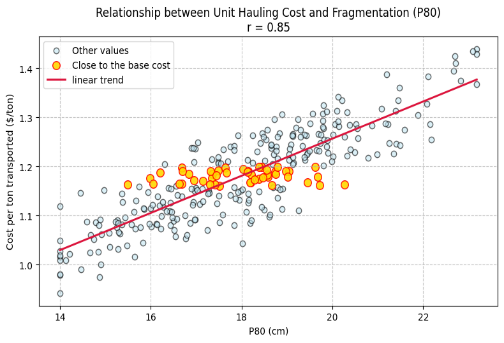 Relationship between Unit Hauling Cost and Fragmentation (P80)
r = 0.85
Other values
Close to the base cost
linear trend
Cost per ton transported ($/ton)
1.4
1.3
1.2
1.1
1.0
14
16
18
20
22
P80 (cm)